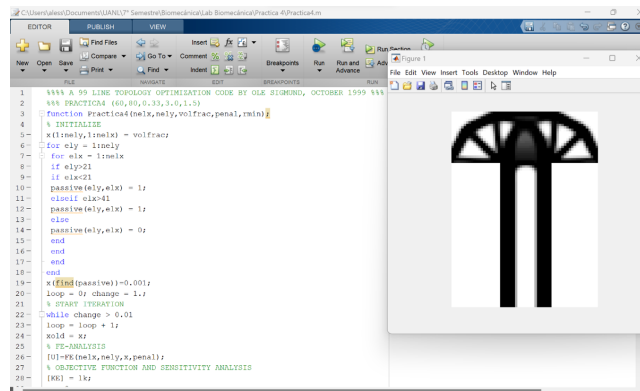 C:\Users\aless\Documents\UANL\7° Semestre\Biomecánica\Lab Biomecánica\Practica 4\Practica4.m
EDITOR PUBLISH VIEW
New Open Save Find Files Compare Print
Go To Find
Insert fx Comment Indent
Breakpoints Run Run and Advance Run Section
FILE NAVIGATE EDIT BREAKPOINTS RUN
Figure 1
File Edit View Insert Tools Desktop Window Help
1 %%%% A 99 LINE TOPOLOGY OPTIMIZATION CODE BY OLE SIGMUND, OCTOBER 1999 %%%
2 %%% PRACTICA4 (60,80,0.33,3.0,1.5)
3 function Practica4(nelx,nely,volfrac,penal,rmin);
4 % INITIALIZE
5 x(1:nely,1:nelx) = volfrac;
6 for ely = 1:nely
7 for elx = 1:nelx
8 if ely>21
9 if elx<21
10 passive(ely,elx) = 1;
11 elseif elx>41
12 passive(ely,elx) = 1;
13 else
14 passive(ely,elx) = 0;
15 end
16 end
17 end
18 end
19 x(find(passive))=0.001;
20 loop = 0; change = 1.;
21 % START ITERATION
22 while change > 0.01
23 loop = loop + 1;
24 xold = x;
25 % FE-ANALYSIS
26 [U]=FE(nelx,nely,x,penal);
27 % OBJECTIVE FUNCTION AND SENSITIVITY ANALYSIS
28 [KE] = lk;